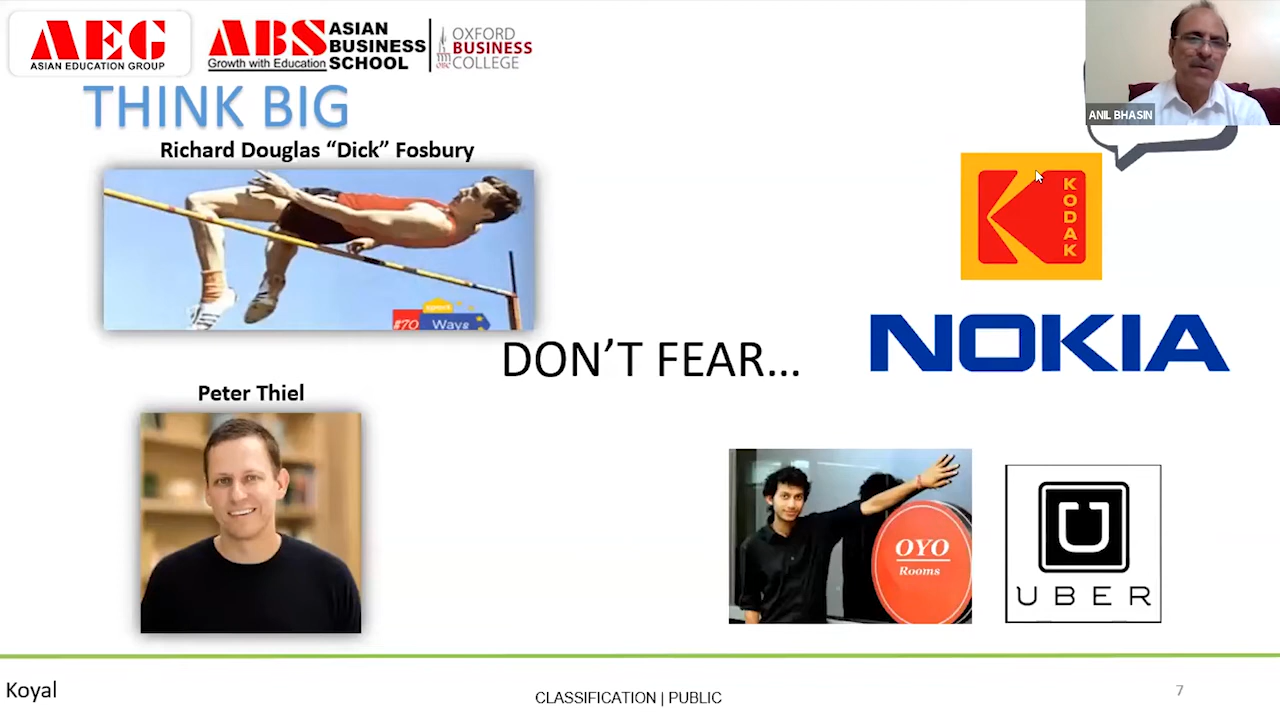 AEG
ASIAN EDUCATION GROUP
ABS
Growth with Education
ASIAN
BUSINESS
SCHOOL
OXFORD
BUSINESS
COLLEGE
ANIL BHASIN
THINK BIG
Richard Douglas “Dick” Fosbury
#70
Ways
KODAK
NOKIA
DON’T FEAR...
Peter Thiel
OYO
Rooms
U
UBER
Koyal
CLASSIFICATION | PUBLIC
7